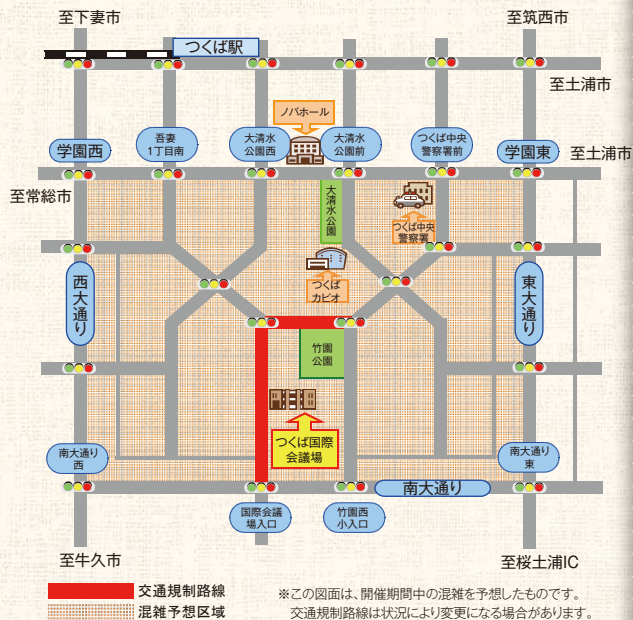 至下妻市
至筑西市
つくば駅
至土浦市
ノバホール
学園西
吾妻
1丁目南
大清水
公園西
大清水
公園前
つくば中央
警察署前
学園東
至土浦市
至常総市
大清水公園
つくば中央
警察署
つくば
カピオ
西大通り
東大通り
竹園
公園
つくば国際
会議場
南大通り
西
南大通り
東
南大通り
国際会議
場入口
竹園西
小入口
至牛久市
至桜土浦IC
交通規制路線
混雑予想区域
※この図面は、開催期間中の混雑を予想したものです。
交通規制路線は状況により変更になる場合があります。